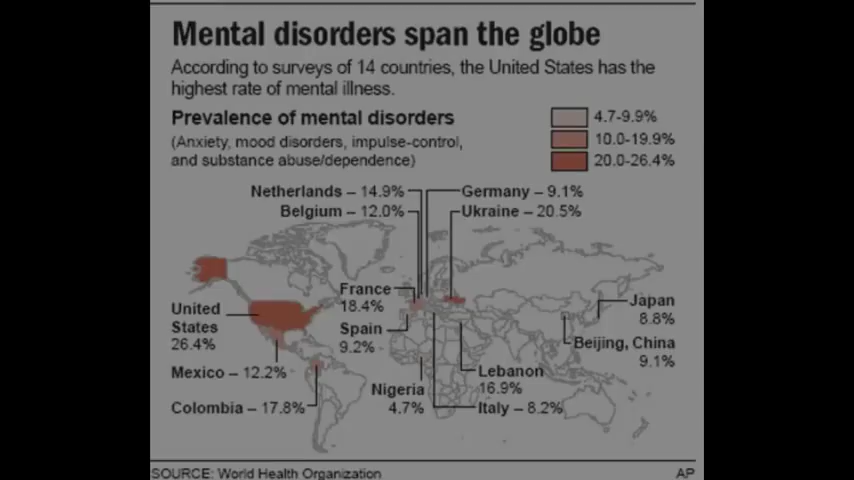 Mental disorders span the globe
According to surveys of 14 countries, the United States has the
highest rate of mental illness.
Prevalence of mental disorders
(Anxiety, mood disorders, impulse-control,
and substance abuse/dependence)
4.7-9.9%
10.0-19.9%
20.0-26.4%
Netherlands – 14.9%
Germany – 9.1%
Belgium – 12.0%
Ukraine – 20.5%
France
18.4%
United
States
26.4%
Spain
9.2%
Japan
8.8%
Beijing, China
9.1%
Mexico – 12.2%
Lebanon
16.9%
Nigeria
4.7%
Colombia – 17.8%
Italy – 8.2%
SOURCE: World Health Organization
AP